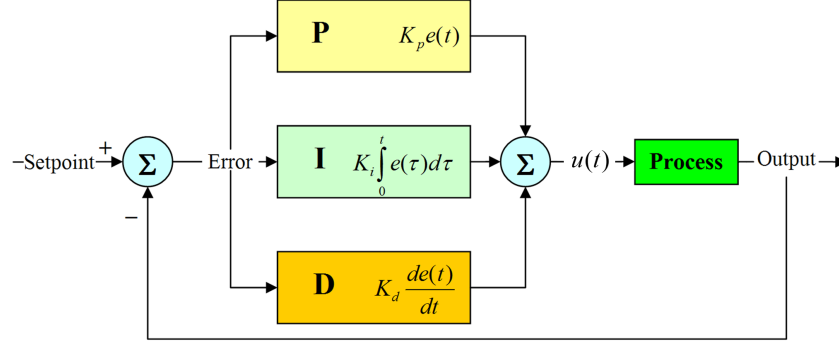 P K_p e(t)
−Setpoint + Σ Error I K_i ∫_0^t e(τ)dτ Σ u(t) Process Output
−
D K_d de(t)/dt